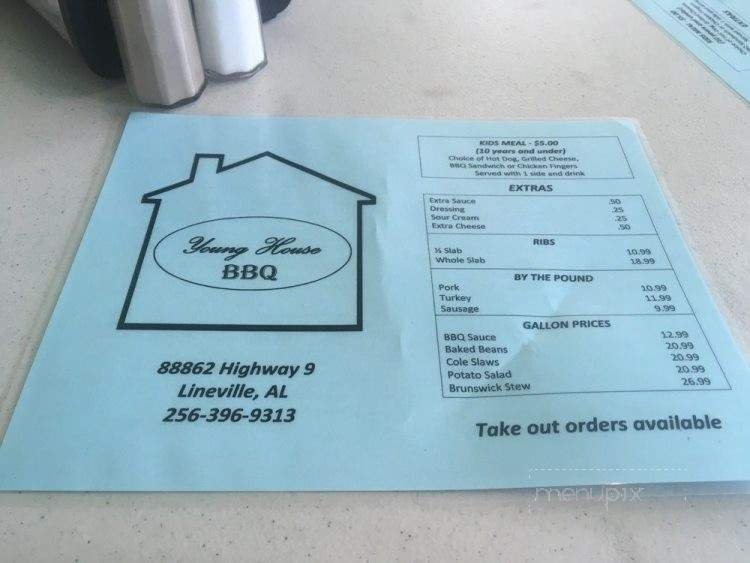 Young House
BBQ
88862 Highway 9
Lineville, AL
256-396-9313
KIDS MEAL - $5.00
(10 years and under)
Choice of Hot Dog, Grilled Cheese,
BBQ Sandwich or Chicken Fingers
Served with 1 side and drink
EXTRAS
Extra Sauce .50
Dressing .25
Sour Cream .25
Extra Cheese .50
RIBS
½ Slab 10.99
Whole Slab 18.99
BY THE POUND
Pork 10.99
Turkey 11.99
Sausage 9.99
GALLON PRICES
BBQ Sauce 12.99
Baked Beans 20.99
Cole Slaws 20.99
Potato Salad 20.99
Brunswick Stew 26.99
Take out orders available
menupix